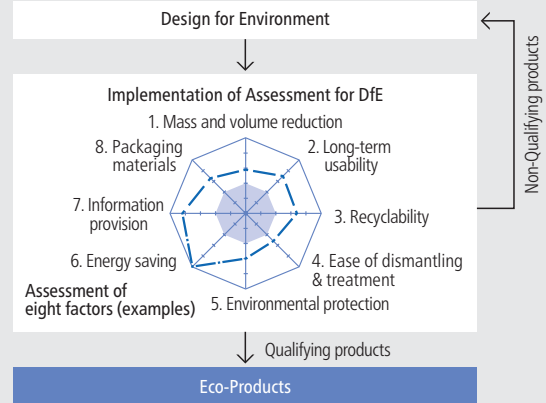 Design for Environment
Non-Qualifying products
Implementation of Assessment for DfE
1. Mass and volume reduction
8. Packaging
materials
2. Long-term
usability
7. Information
provision
3. Recyclability
6. Energy saving
4. Ease of dismantling
& treatment
Assessment of
eight factors (examples)
5. Environmental protection
Qualifying products
Eco-Products